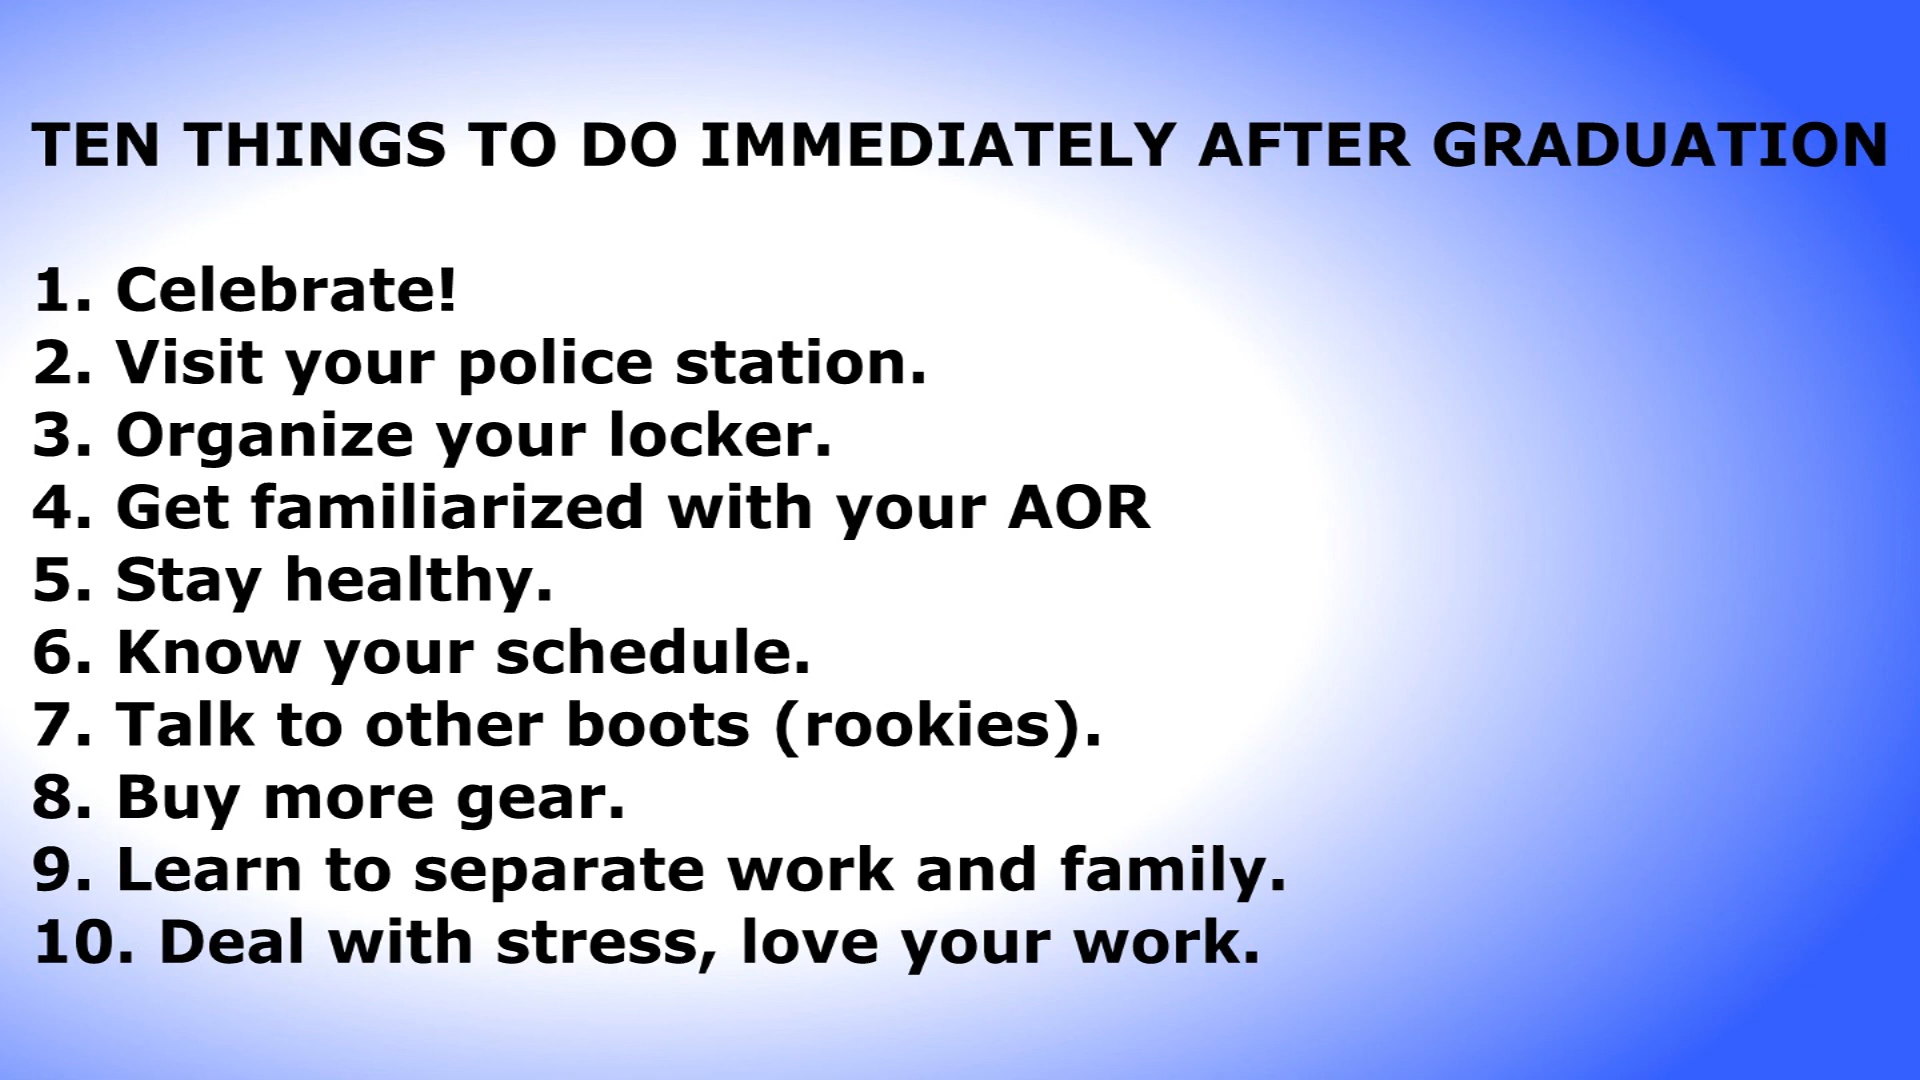 TEN THINGS TO DO IMMEDIATELY AFTER GRADUATION
1. Celebrate!
2. Visit your police station.
3. Organize your locker.
4. Get familiarized with your AOR
5. Stay healthy.
6. Know your schedule.
7. Talk to other boots (rookies).
8. Buy more gear.
9. Learn to separate work and family.
10. Deal with stress, love your work.